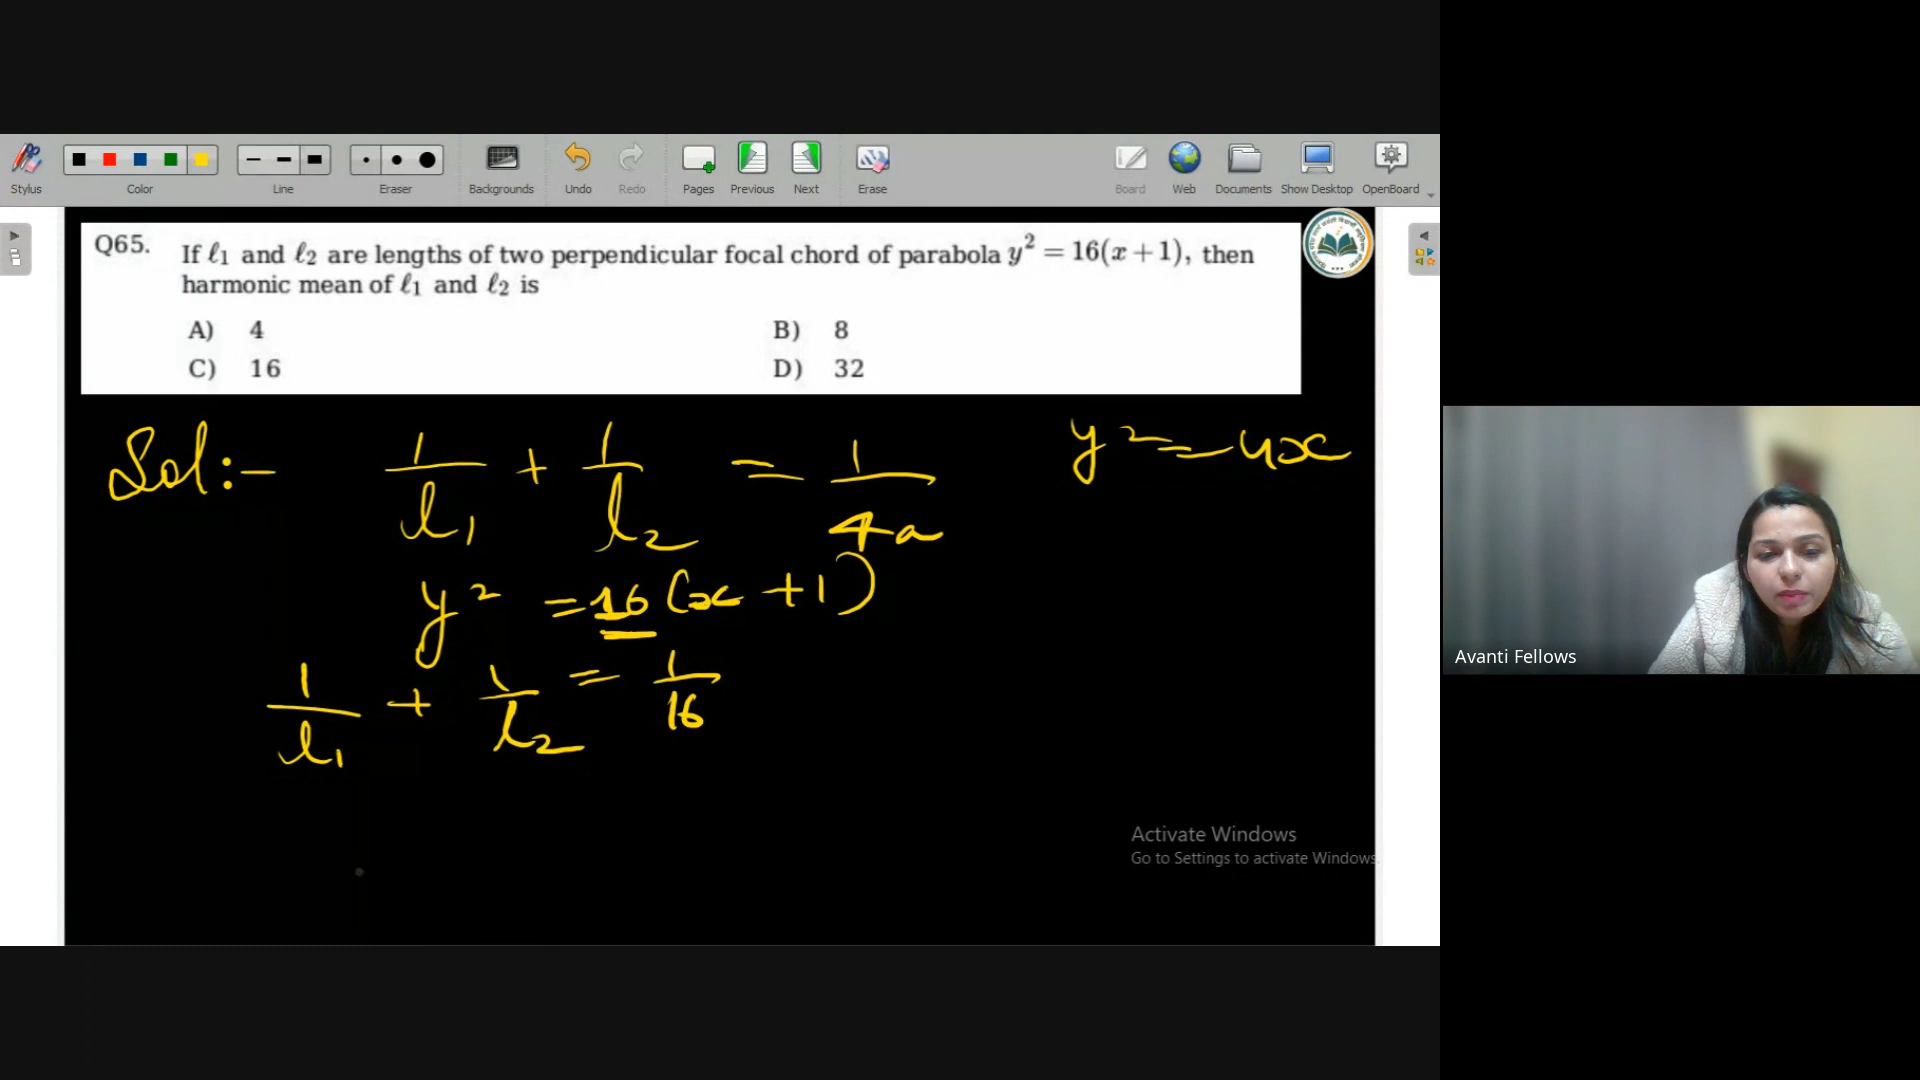 Stylus Color Line Eraser Backgrounds Undo Redo Pages Previous Next Erase Board Web Documents Show Desktop OpenBoard
Q65. If ℓ₁ and ℓ₂ are lengths of two perpendicular focal chord of parabola y² = 16(x+1), then
harmonic mean of ℓ₁ and ℓ₂ is
A) 4 B) 8
C) 16 D) 32
Sol:- 1/l₁ + 1/l₂ = 1/4a y² = 4x
y² = 16(x+1)
1/l₁ + 1/l₂ = 1/16
Avanti Fellows
Activate Windows
Go to Settings to activate Windows.